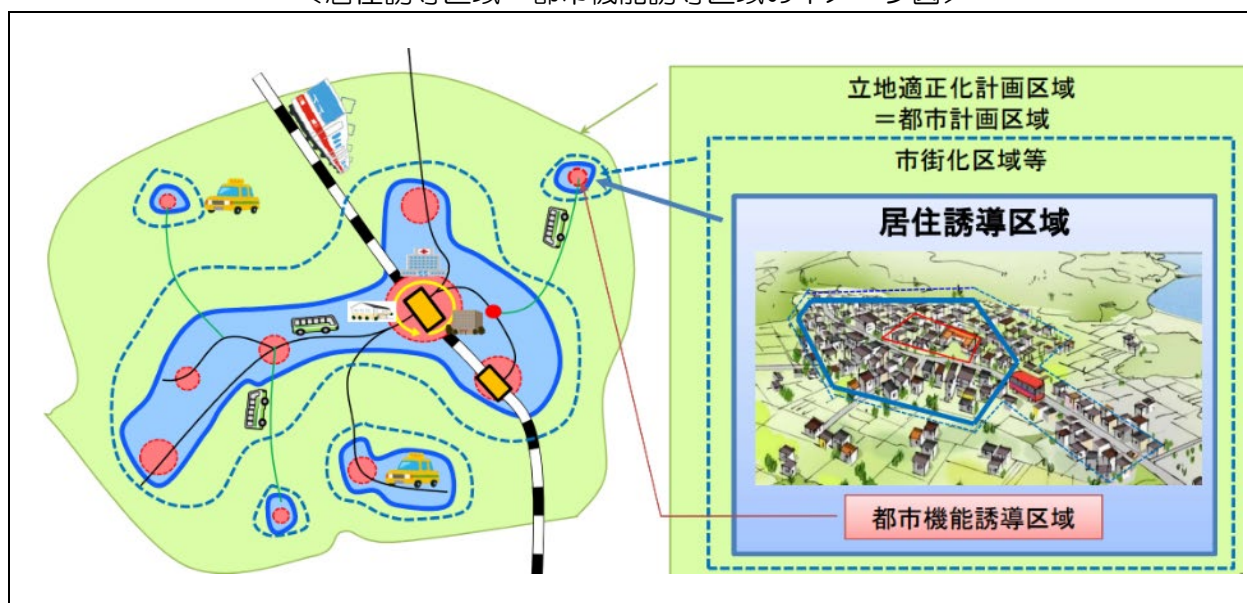 立地適正化計画区域
＝都市計画区域
市街化区域等
居住誘導区域
都市機能誘導区域